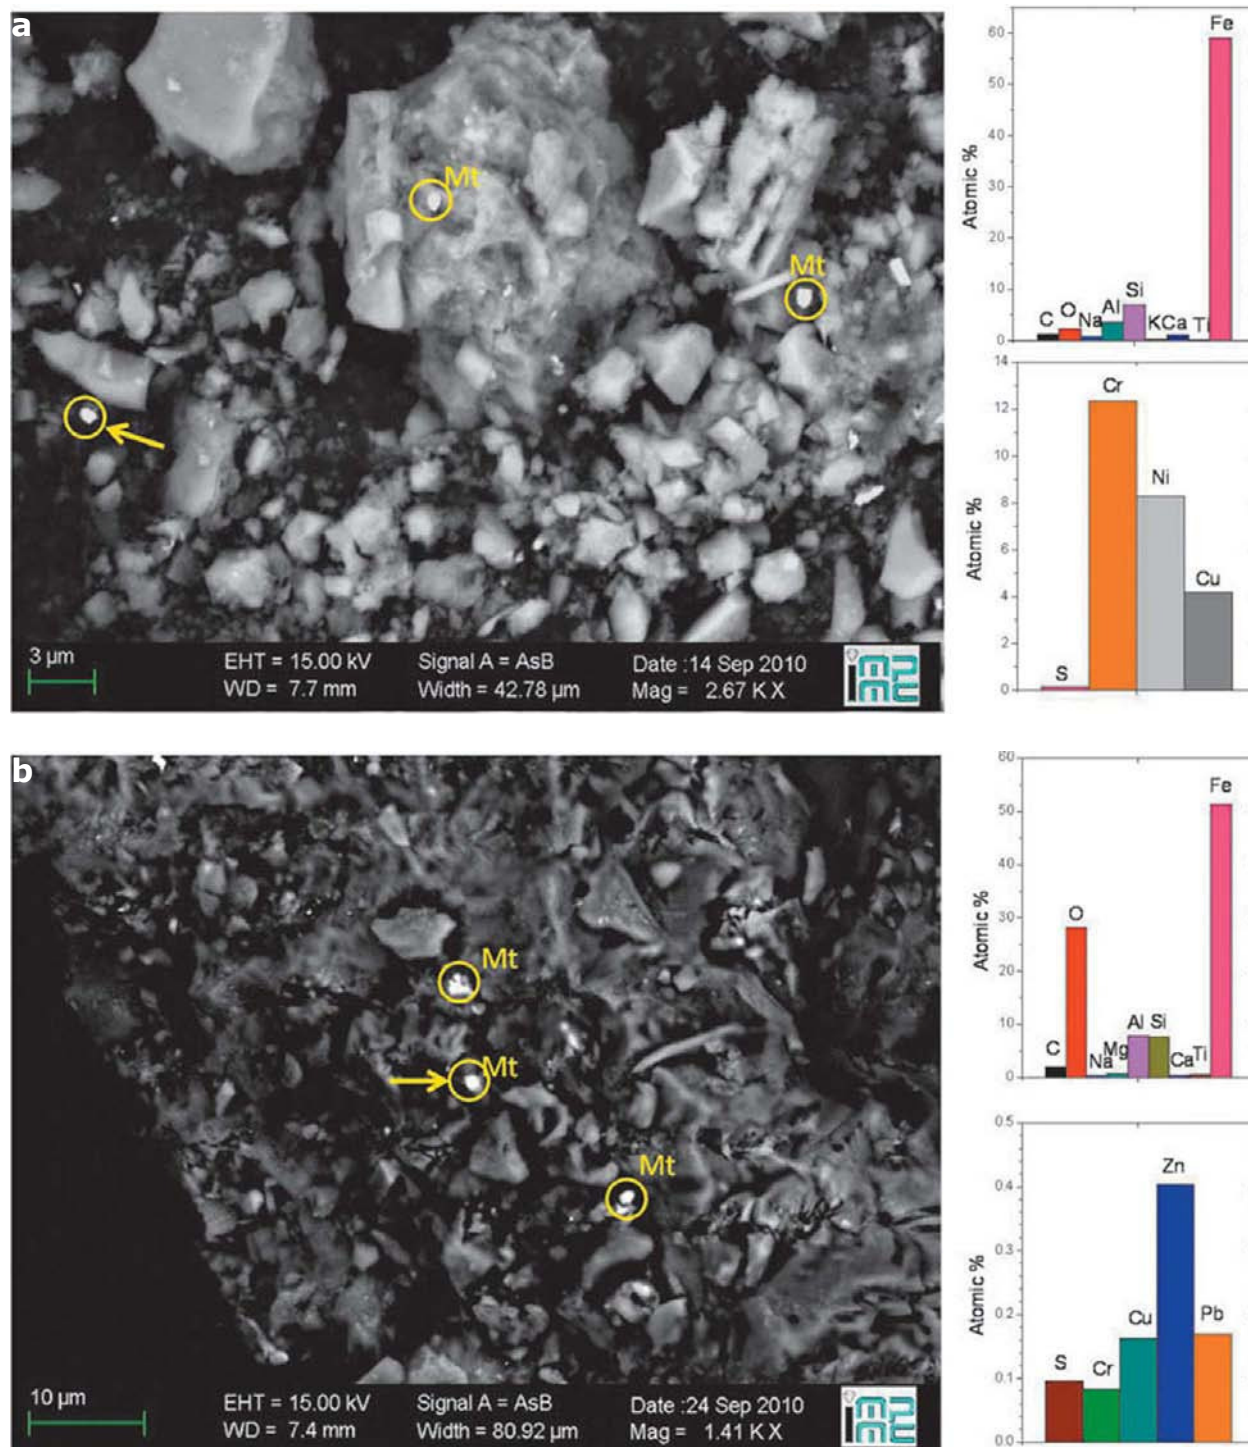 a
Mt
Mt
3 µm
EHT = 15.00 kV
Signal A = AsB
Date :14 Sep 2010
WD = 7.7 mm
Width = 42.78 µm
Mag = 2.67 K X
60
50
40
30
20
10
0
Atomic %
C
O
Na
Al
Si
K
Ca
Ti
Fe
14
12
10
8
6
4
2
0
Atomic %
S
Cr
Ni
Cu
b
Mt
Mt
Mt
10 µm
EHT = 15.00 kV
Signal A = AsB
Date :24 Sep 2010
WD = 7.4 mm
Width = 80.92 µm
Mag = 1.41 K X
60
50
40
30
20
10
0
Atomic %
C
O
Na
Mg
Al
Si
Ca
Ti
Fe
0.5
0.4
0.3
0.2
0.1
0.0
Atomic %
S
Cr
Cu
Zn
Pb